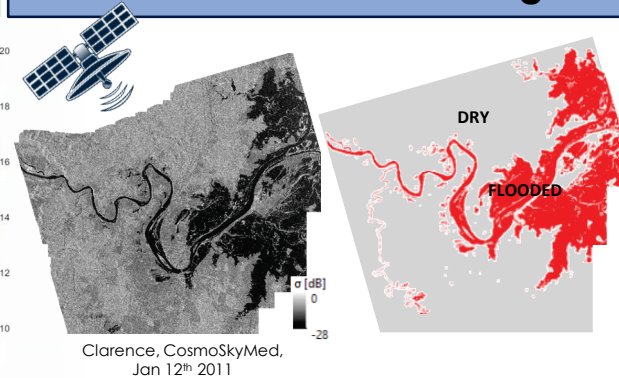 20
18
16
14
12
10
DRY
FLOODED
σ [dB]
0
-28
Clarence, CosmoSkyMed,
Jan 12th 2011